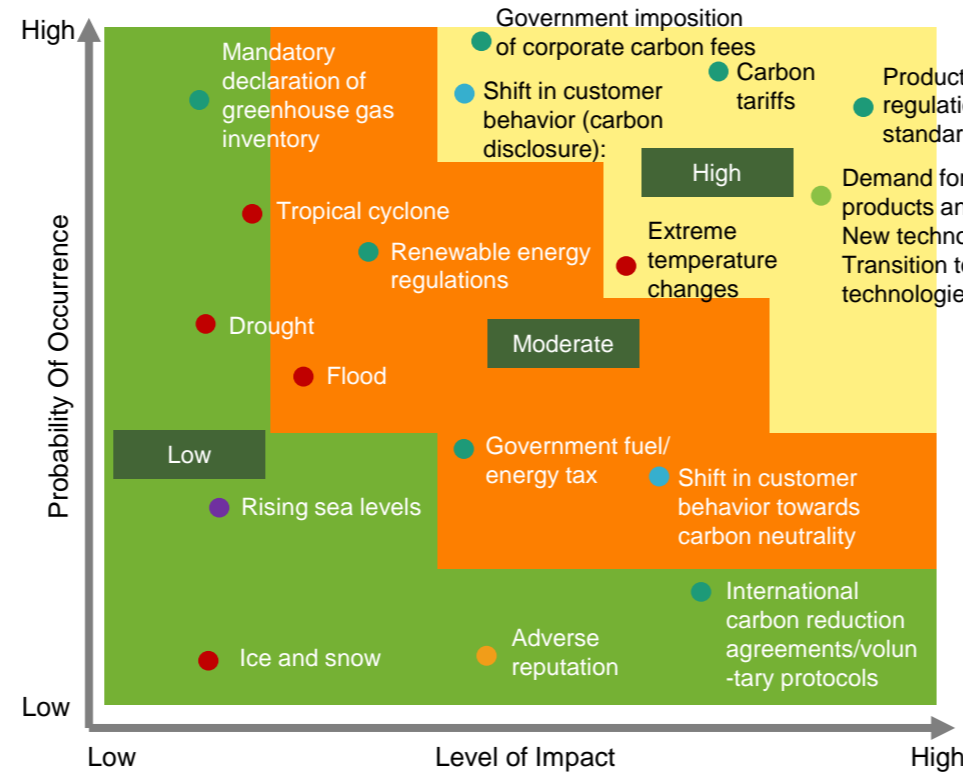 High
Government imposition
of corporate carbon fees
Mandatory
declaration of
greenhouse gas
inventory
Shift in customer
behavior (carbon
disclosure):
Carbon
tariffs
Product
standar
High
Demand for
products an
New techno
Transition to
technologie
Tropical cyclone
Renewable energy
regulations
Extreme
temperature
changes
Drought
Moderate
Flood
Probability Of Occurrence
Low
Government fuel/
energy tax
Shift in customer
behavior towards
carbon neutrality
Rising sea levels
International
carbon reduction
agreements/volun
-tary protocols
Ice and snow
Adverse
reputation
Low
Low
Level of Impact
High